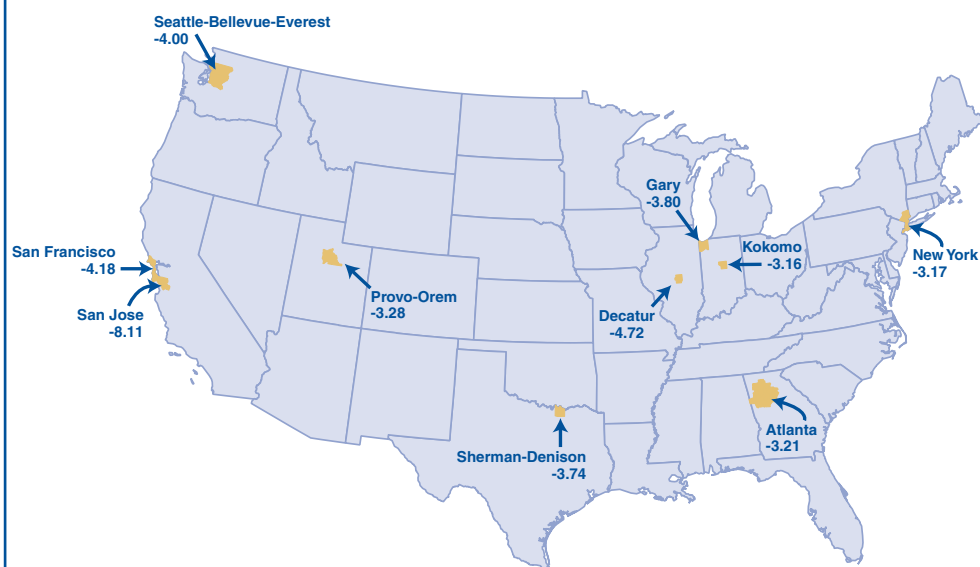 Seattle-Bellevue-Everest
-4.00
Gary
-3.80
San Francisco
-4.18
Kokomo
-3.16
New York
-3.17
Provo-Orem
-3.28
San Jose
-8.11
Decatur
-4.72
Atlanta
-3.21
Sherman-Denison
-3.74